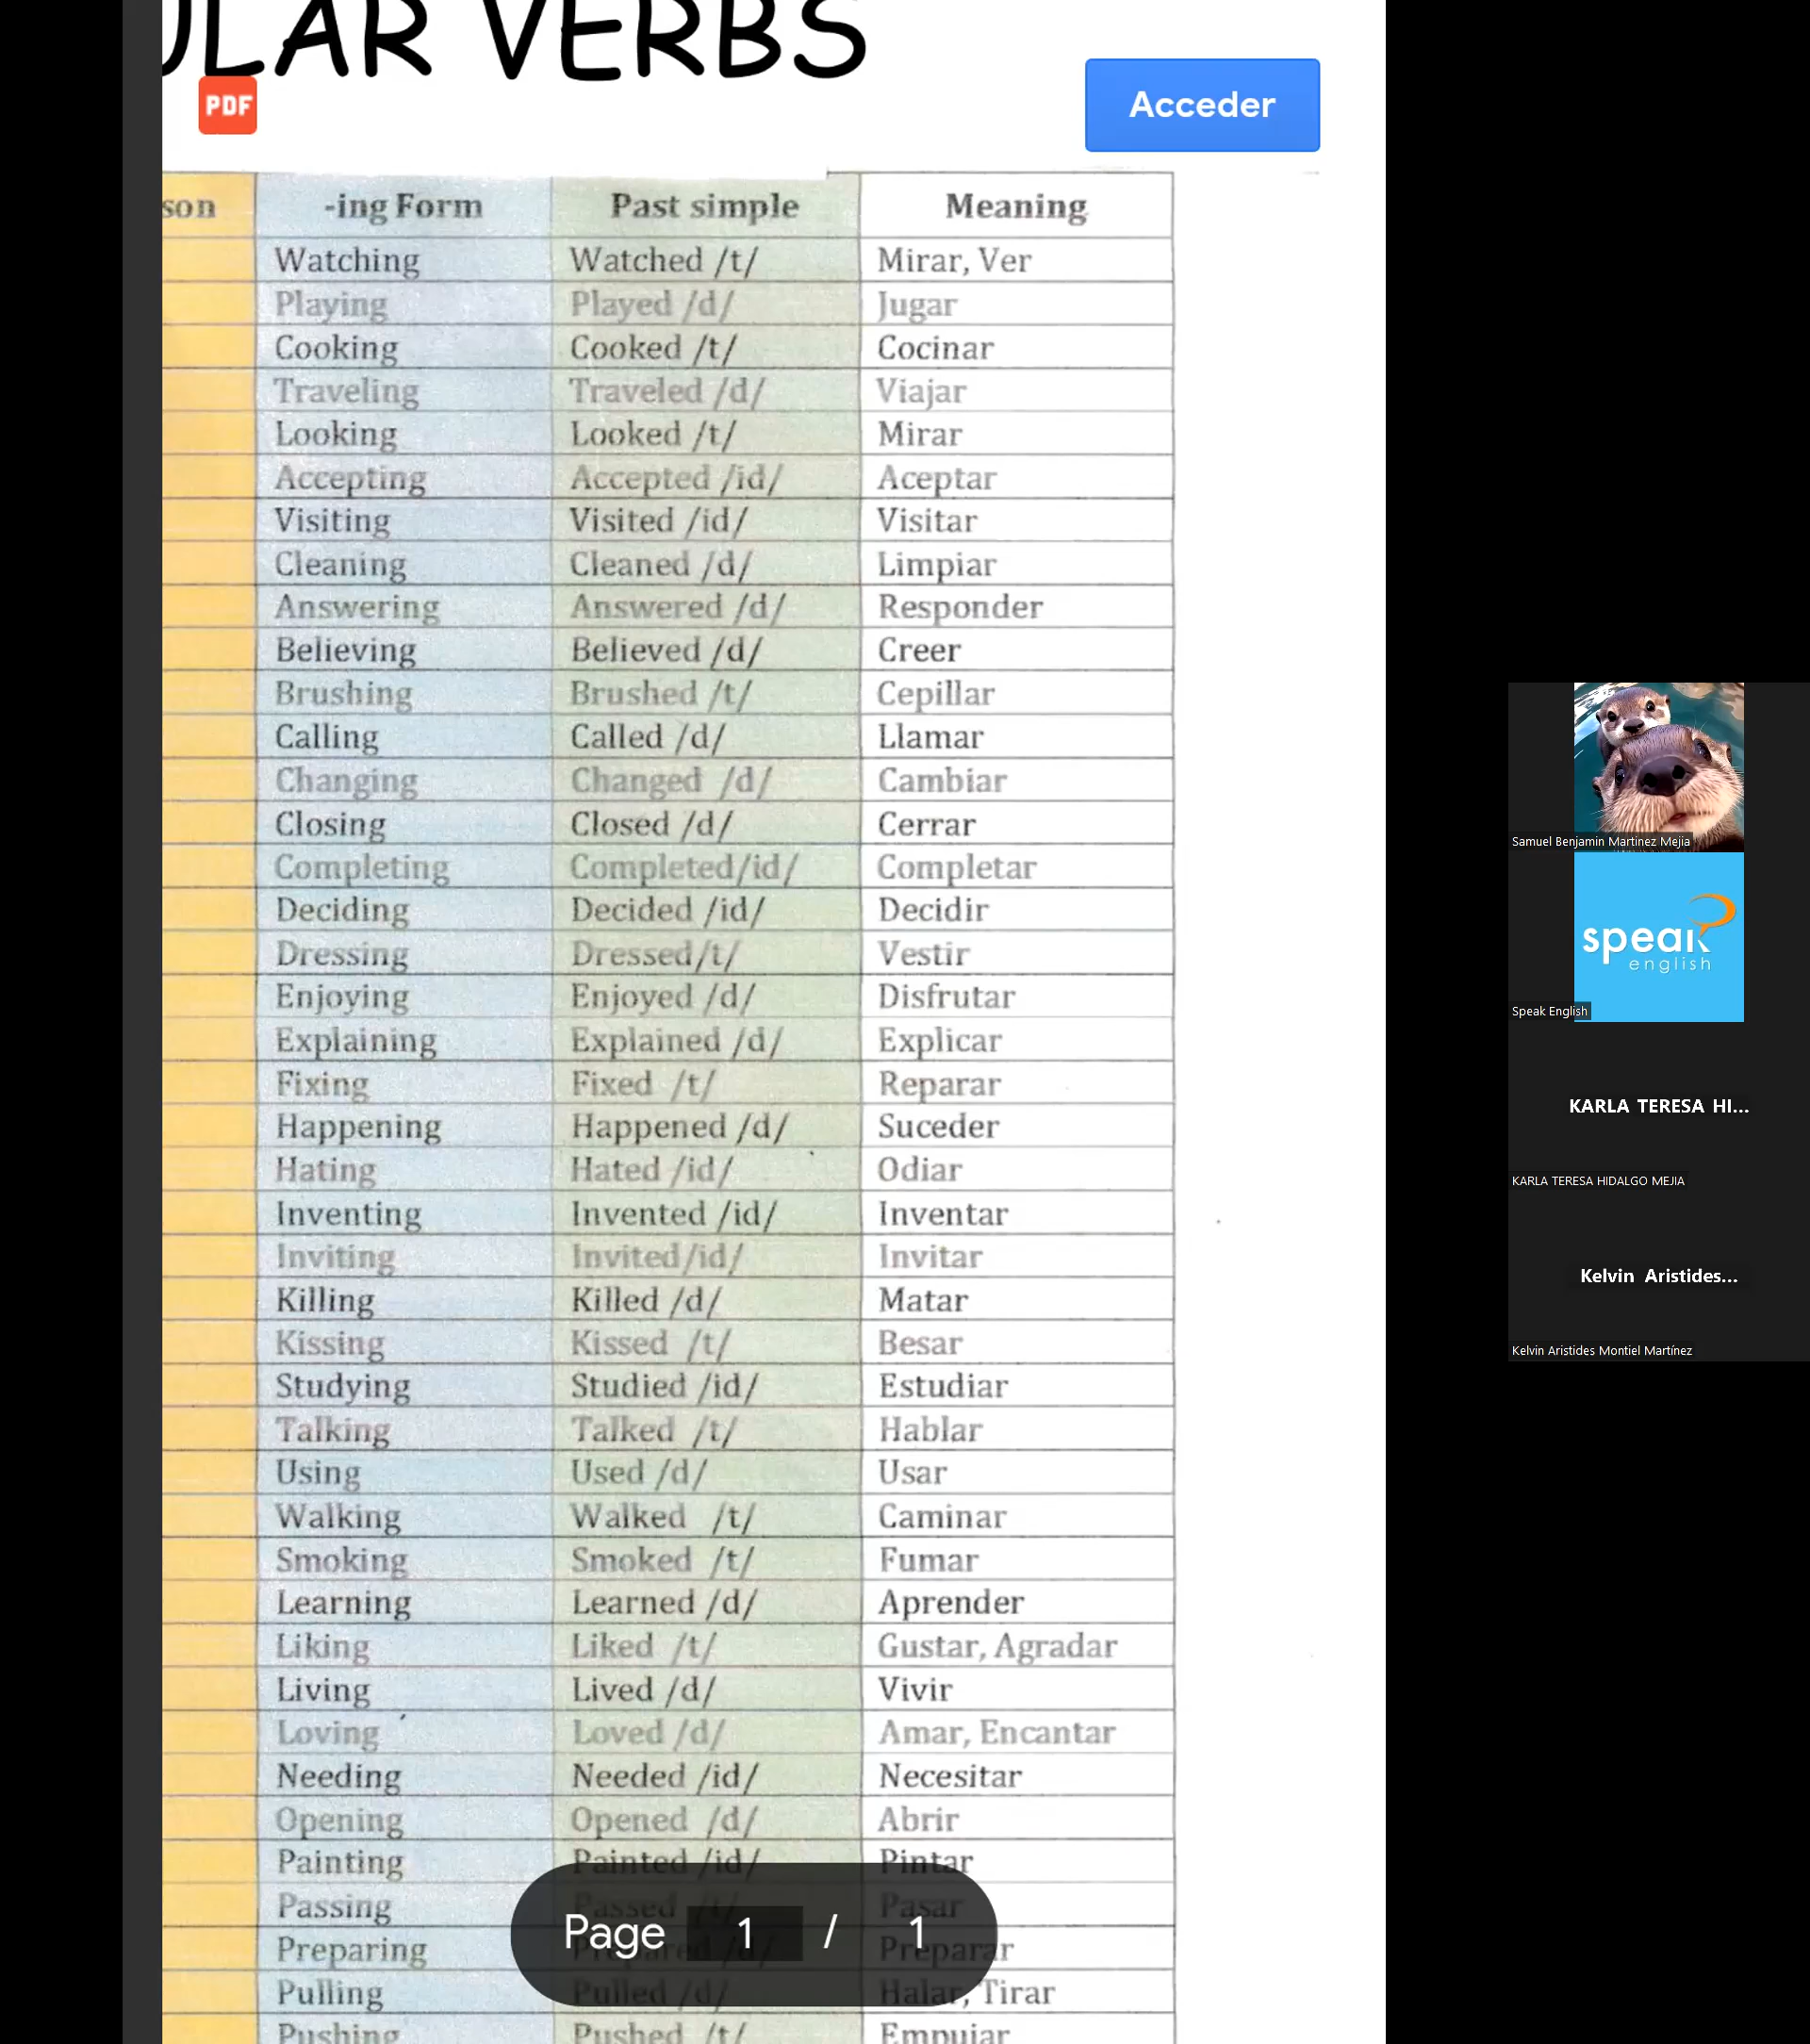 ULAR VERBS
PDF
Acceder
son -ing Form Past simple Meaning
Watching Watched /t/ Mirar, Ver
Playing Played /d/ Jugar
Cooking Cooked /t/ Cocinar
Traveling Traveled /d/ Viajar
Looking Looked /t/ Mirar
Accepting Accepted /id/ Aceptar
Visiting Visited /id/ Visitar
Cleaning Cleaned /d/ Limpiar
Answering Answered /d/ Responder
Believing Believed /d/ Creer
Brushing Brushed /t/ Cepillar
Calling Called /d/ Llamar
Changing Changed /d/ Cambiar
Closing Closed /d/ Cerrar
Completing Completed/id/ Completar
Deciding Decided /id/ Decidir
Dressing Dressed/t/ Vestir
Enjoying Enjoyed /d/ Disfrutar
Explaining Explained /d/ Explicar
Fixing Fixed /t/ Reparar
Happening Happened /d/ Suceder
Hating Hated /id/ Odiar
Inventing Invented /id/ Inventar
Inviting Invited/id/ Invitar
Killing Killed /d/ Matar
Kissing Kissed /t/ Besar
Studying Studied /id/ Estudiar
Talking Talked /t/ Hablar
Using Used /d/ Usar
Walking Walked /t/ Caminar
Smoking Smoked /t/ Fumar
Learning Learned /d/ Aprender
Liking Liked /t/ Gustar, Agradar
Living Lived /d/ Vivir
Loving Loved /d/ Amar, Encantar
Needing Needed /id/ Necesitar
Opening Opened /d/ Abrir
Painting Painted /id/ Pintar
Passing Passed /t/ Pasar
Preparing Preparar
Pulling Pulled /d/ Halar, Tirar
Pushing Pushed /t/ Empujar
Page 1 / 1
Samuel Benjamin Martinez Mejia
speak
english
Speak English
KARLA TERESA HI...
KARLA TERESA HIDALGO MEJIA
Kelvin Aristides...
Kelvin Aristides Montiel Martínez